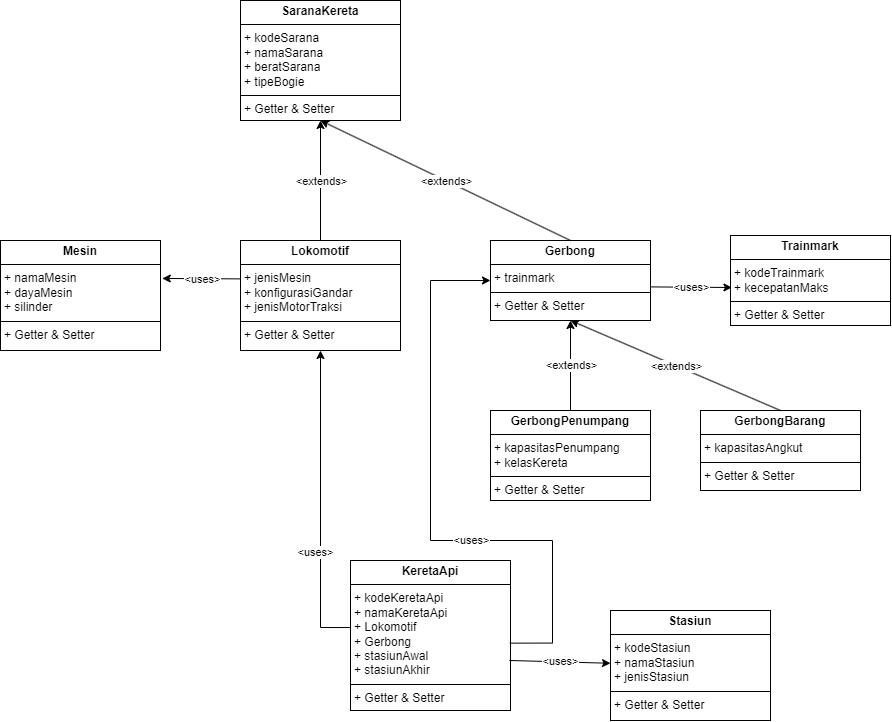 SaranaKereta
+ kodeSarana
+ namaSarana
+ beratSarana
+ tipeBogie
+ Getter & Setter
<extends>
<extends>
Mesin
+ namaMesin
+ dayaMesin
+ silinder
+ Getter & Setter
<uses>
Lokomotif
+ jenisMesin
+ konfigurasiGandar
+ jenisMotorTraksi
+ Getter & Setter
Gerbong
+ trainmark
+ Getter & Setter
<uses>
Trainmark
+ kodeTrainmark
+ kecepatanMaks
+ Getter & Setter
<extends>
<extends>
GerbongPenumpang
+ kapasitasPenumpang
+ kelasKereta
+ Getter & Setter
GerbongBarang
+ kapasitasAngkut
+ Getter & Setter
<uses>
<uses>
KeretaApi
+ kodeKeretaApi
+ namaKeretaApi
+ Lokomotif
+ Gerbong
+ stasiunAwal
+ stasiunAkhir
+ Getter & Setter
<uses>
Stasiun
+ kodeStasiun
+ namaStasiun
+ jenisStasiun
+ Getter & Setter